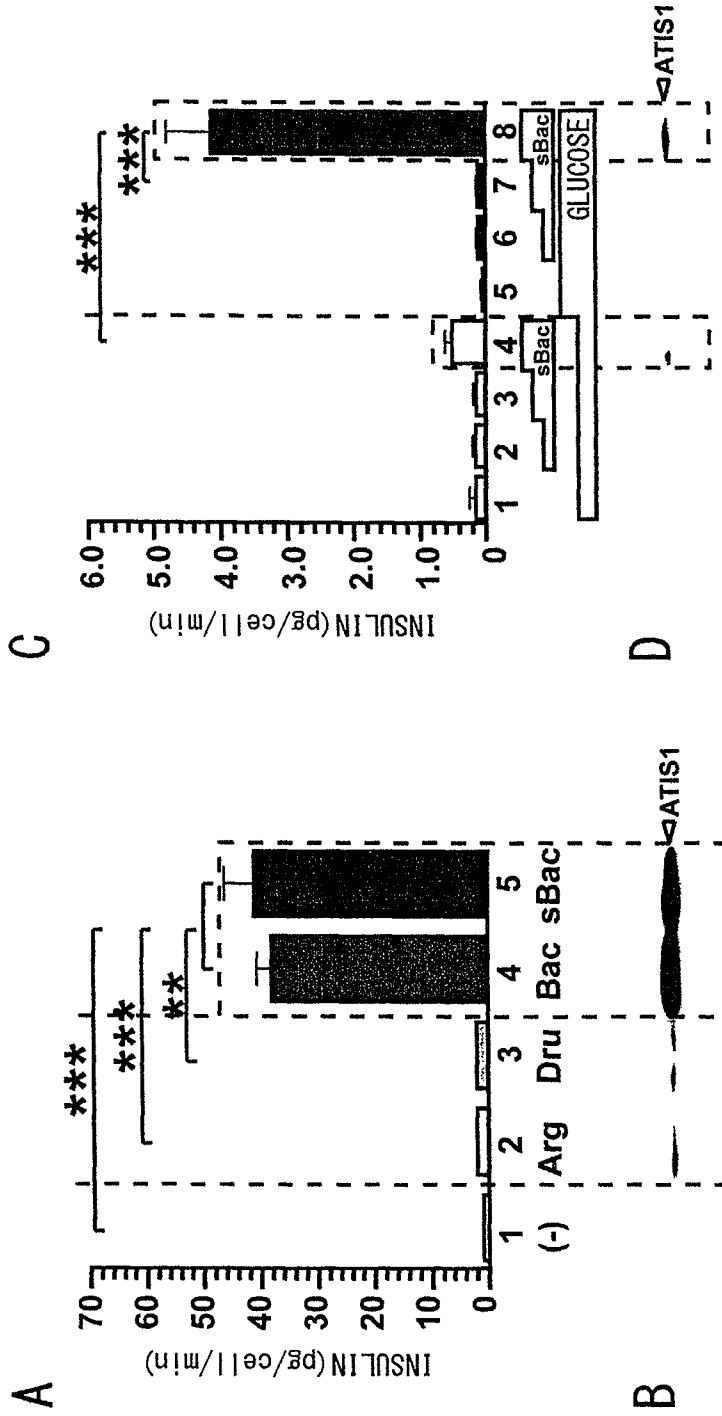 A
INSULIN(pg/cell/min)
70
60
50
40
30
20
10
0
***
***
**
1 2 3 4 5
(-) Arg Dru Bac sBac
B
◁ATIS1
C
INSULIN(pg/cell/min)
6.0
5.0
4.0
3.0
2.0
1.0
0
***
***
1 2 3 4 5 6 7 8
sBac sBac
GLUCOSE
D
◁ATIS1